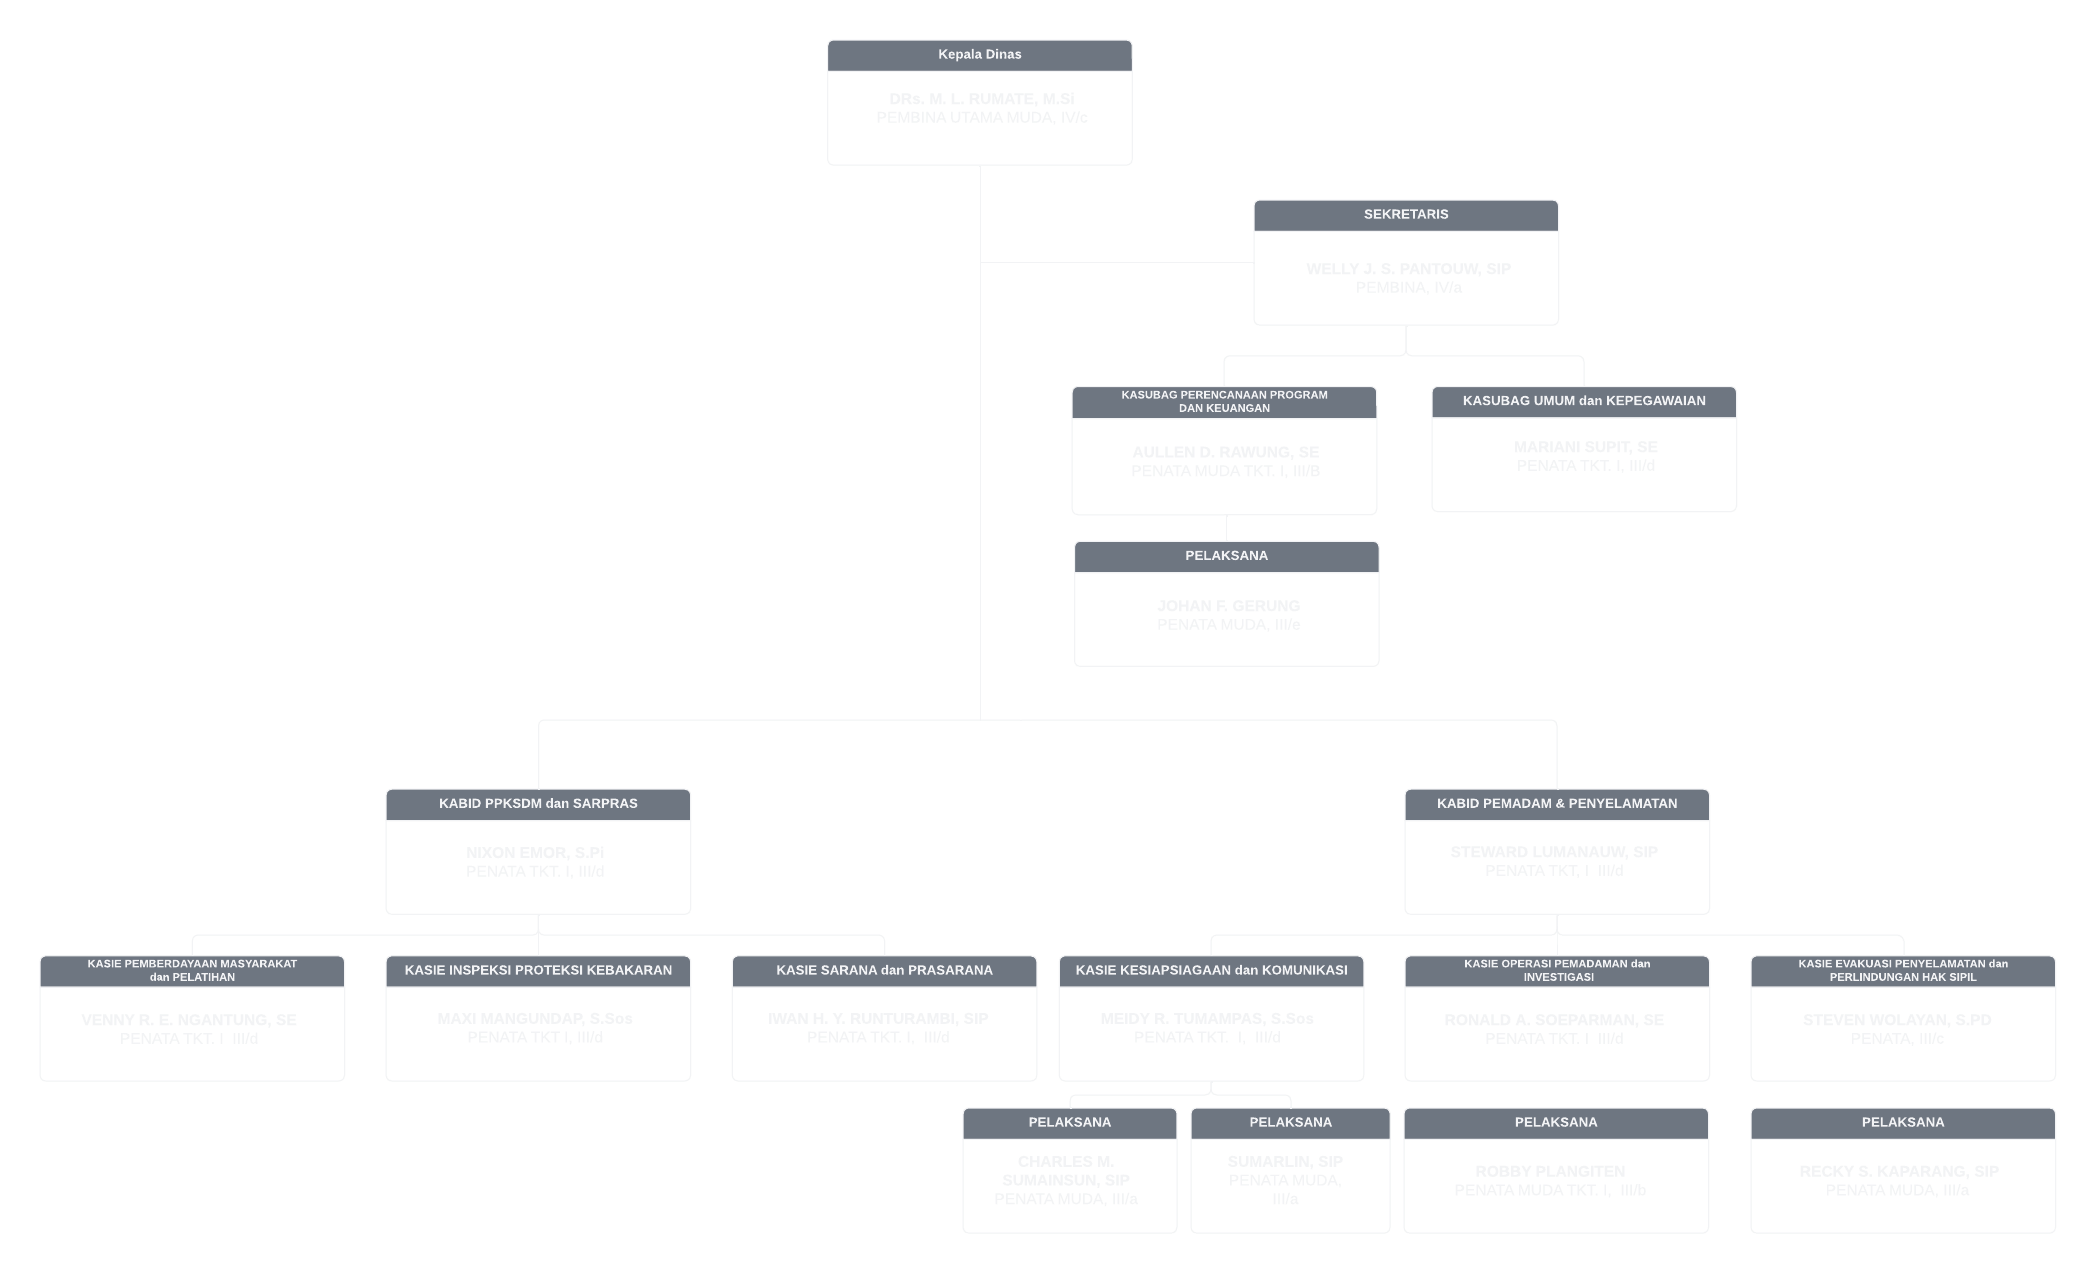 Kepala Dinas
DRs. M. L. RUMATE, M.Si
PEMBINA UTAMA MUDA, IV/c
SEKRETARIS
WELLY J. S. PANTOUW, SIP
PEMBINA, IV/a
KASUBAG PERENCANAAN PROGRAM
DAN KEUANGAN
AULLEN D. RAWUNG, SE
PENATA MUDA TKT. I, III/B
KASUBAG UMUM dan KEPEGAWAIAN
MARIANI SUPIT, SE
PENATA TKT. I, III/d
PELAKSANA
JOHAN F. GERUNG
PENATA MUDA, III/e
KABID PPKSDM dan SARPRAS
NIXON EMOR, S.Pi
PENATA TKT. I, III/d
KABID PEMADAM & PENYELAMATAN
STEWARD LUMANAUW, SIP
PENATA TKT, I  III/d
KASIE PEMBERDAYAAN MASYARAKAT
dan PELATIHAN
VENNY R. E. NGANTUNG, SE
PENATA TKT. I  III/d
KASIE INSPEKSI PROTEKSI KEBAKARAN
MAXI MANGUNDAP, S.Sos
PENATA TKT I, III/d
KASIE SARANA dan PRASARANA
IWAN H. Y. RUNTURAMBI, SIP
PENATA TKT. I,  III/d
KASIE KESIAPSIAGAAN dan KOMUNIKASI
MEIDY R. TUMAMPAS, S.Sos
PENATA TKT.  I,  III/d
KASIE OPERASI PEMADAMAN dan
INVESTIGASI
RONALD A. SOEPARMAN, SE
PENATA TKT. I  III/d
KASIE EVAKUASI PENYELAMATAN dan
PERLINDUNGAN HAK SIPIL
STEVEN WOLAYAN, S.PD
PENATA, III/c
PELAKSANA
CHARLES M.
SUMAINSUN, SIP
PENATA MUDA, III/a
PELAKSANA
SUMARLIN, SIP
PENATA MUDA,
III/a
PELAKSANA
ROBBY PLANGITEN
PENATA MUDA TKT. I,  III/b
PELAKSANA
RECKY S. KAPARANG, SIP
PENATA MUDA, III/a